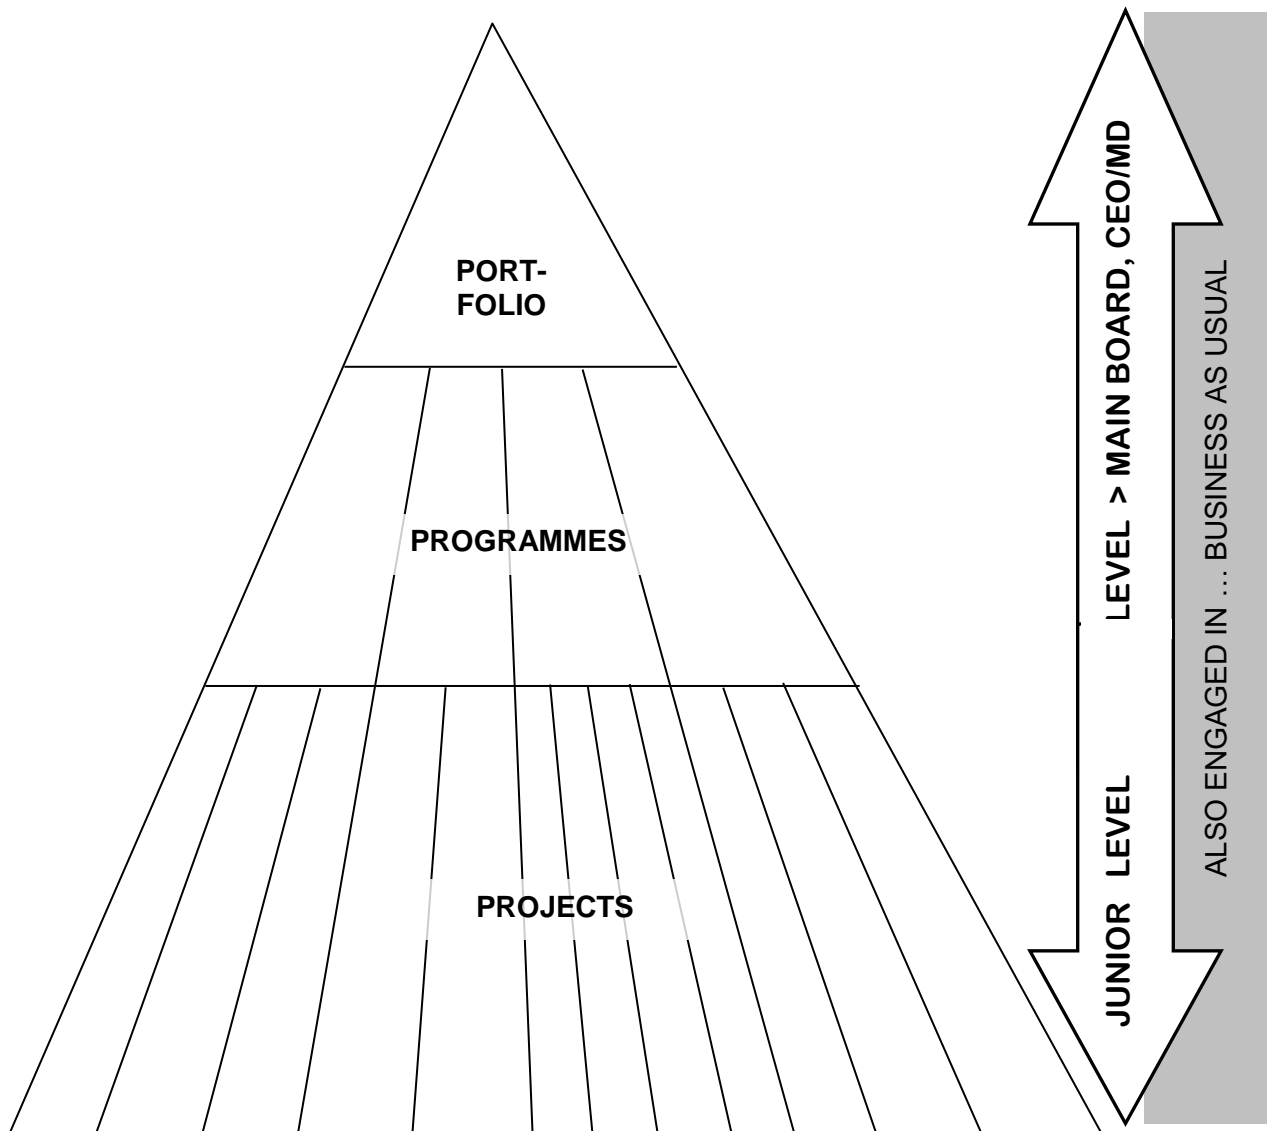 PORT-
FOLIO
PROGRAMMES
PROJECTS
JUNIOR LEVEL LEVEL > MAIN BOARD, CEO/MD
ALSO ENGAGED IN … BUSINESS AS USUAL